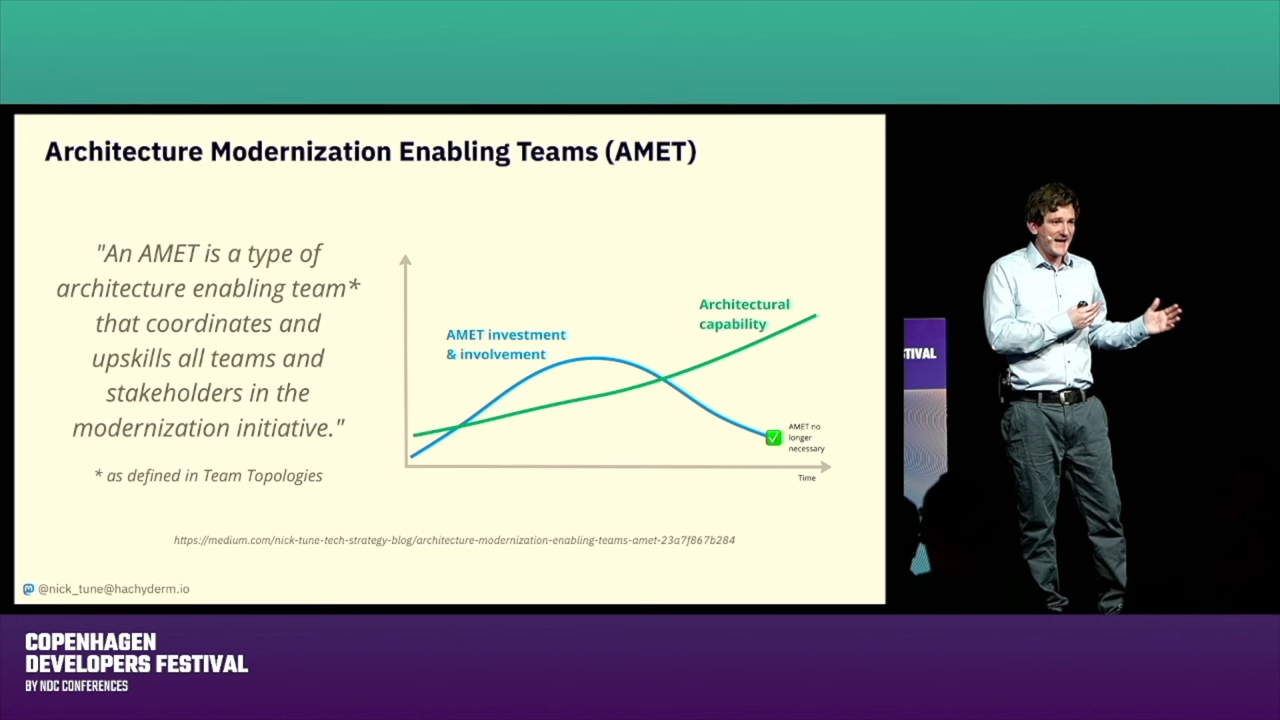 Architecture Modernization Enabling Teams (AMET)
"An AMET is a type of
architecture enabling team*
that coordinates and
upskills all teams and
stakeholders in the
modernization initiative."
* as defined in Team Topologies
AMET investment
& involvement
Architectural
capability
AMET no
longer
necessary
Time
https://medium.com/nick-tune-tech-strategy-blog/architecture-modernization-enabling-teams-amet-23a7f867b284
@nick_tune@hachyderm.io
TIVAL
COPENHAGEN
DEVELOPERS FESTIVAL
BY NDC CONFERENCES